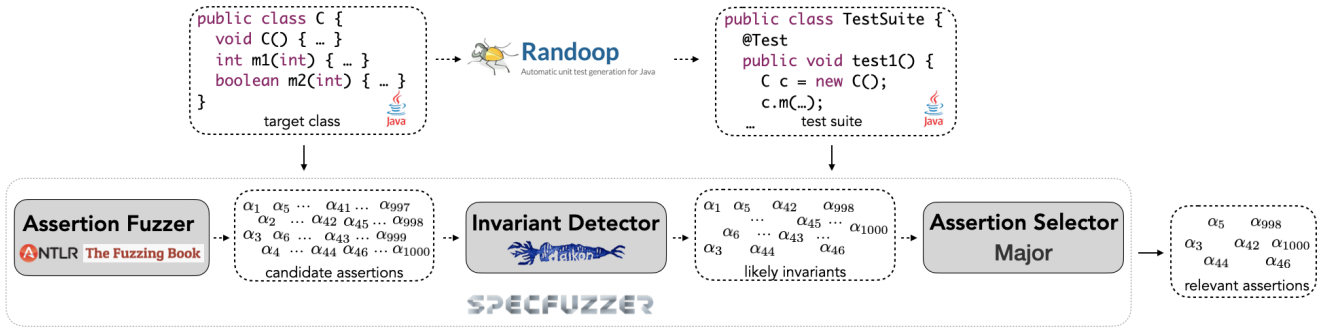 public class C {
void C() { … }
int m1(int) { … }
boolean m2(int) { … }
}
target class
Java
Randoop
Automatic unit test generation for Java
public class TestSuite {
@Test
public void test1() {
C c = new C();
c.m(…);
…
test suite
Java
Assertion Fuzzer
ANTLR The Fuzzing Book
α1 α5 ⋯ α41 … α997
α2 … α42 α45 … α998
α3 α6 ⋯ α43 … α999
α4 … α44 α46 … α1000
candidate assertions
Invariant Detector
daikon
SPECFUZZER
α1 α5 α42 α998
… α45 …
α6 … α43 … α1000
α3 α44 α46
likely invariants
Assertion Selector
Major
α5 α998
α3 α42 α1000
α44 α46
relevant assertions